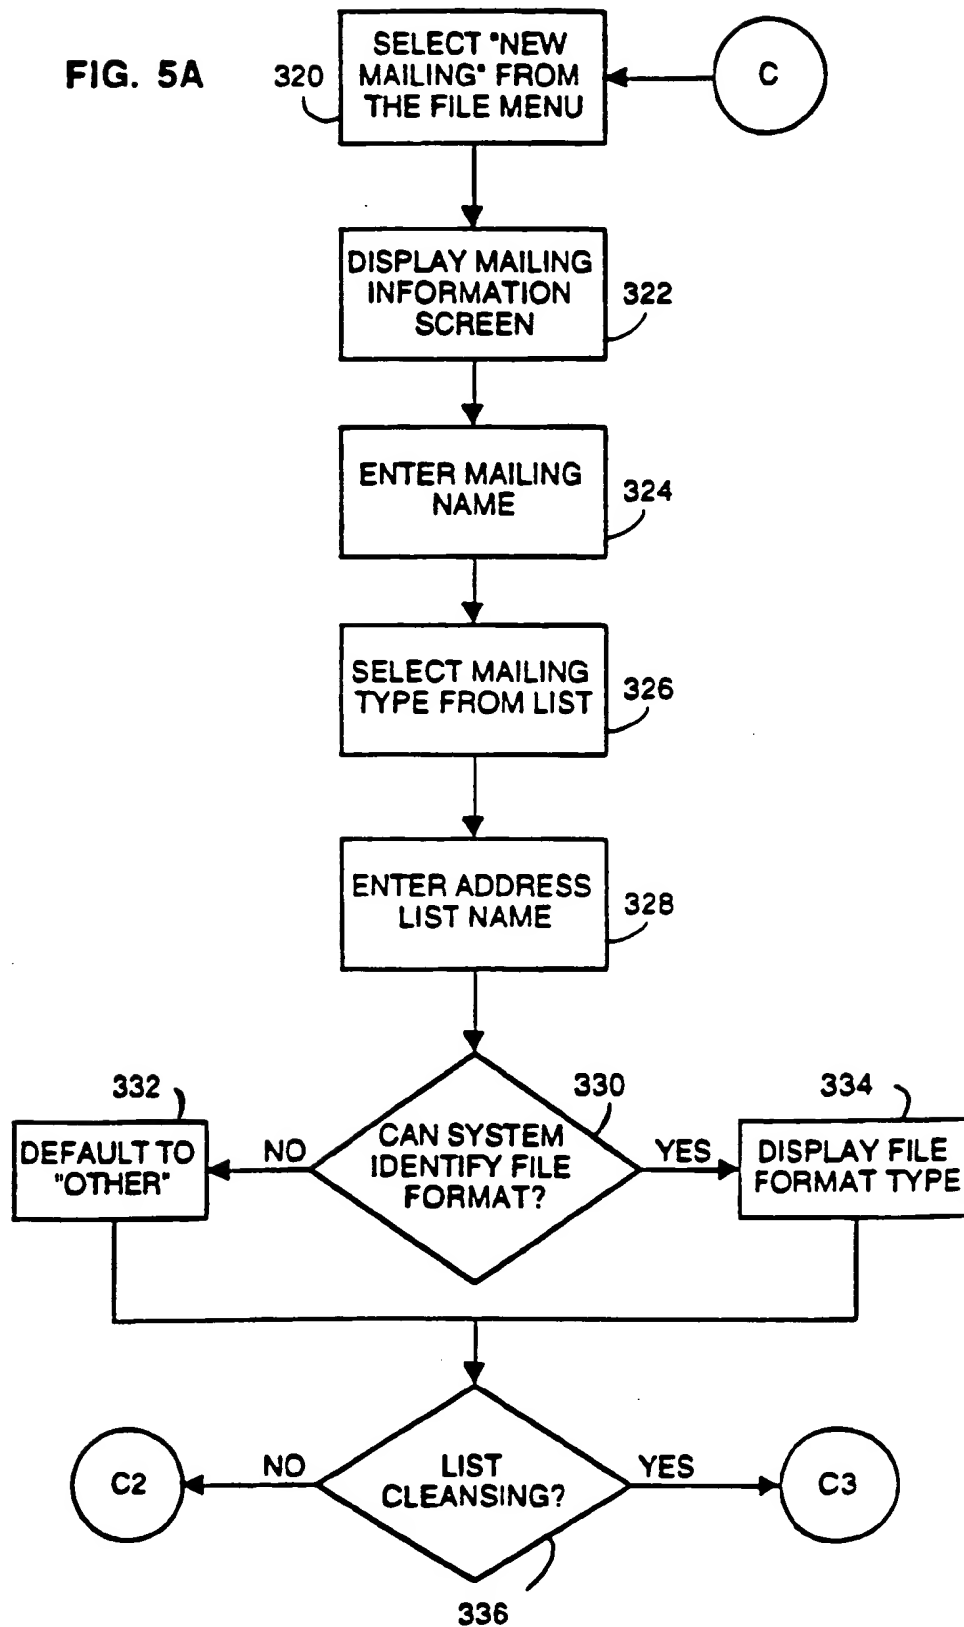 FIG. 5A
320
SELECT "NEW
MAILING" FROM
THE FILE MENU
C
DISPLAY MAILING
INFORMATION
SCREEN
322
ENTER MAILING
NAME
324
SELECT MAILING
TYPE FROM LIST
326
ENTER ADDRESS
LIST NAME
328
332
DEFAULT TO
"OTHER"
NO
CAN SYSTEM
IDENTIFY FILE
FORMAT?
330
YES
334
DISPLAY FILE
FORMAT TYPE
C2
NO
LIST
CLEANSING?
YES
C3
336